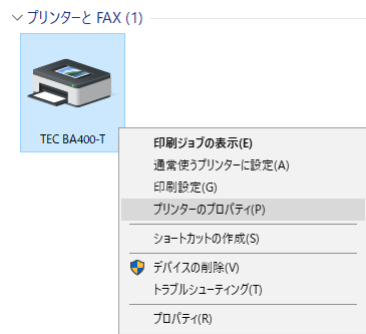 プリンターと FAX (1)
TEC BA400-T
印刷ジョブの表示(E)
通常使うプリンターに設定(A)
印刷設定(G)
プリンターのプロパティ(P)
ショートカットの作成(S)
デバイスの削除(V)
トラブルシューティング(T)
プロパティ(R)